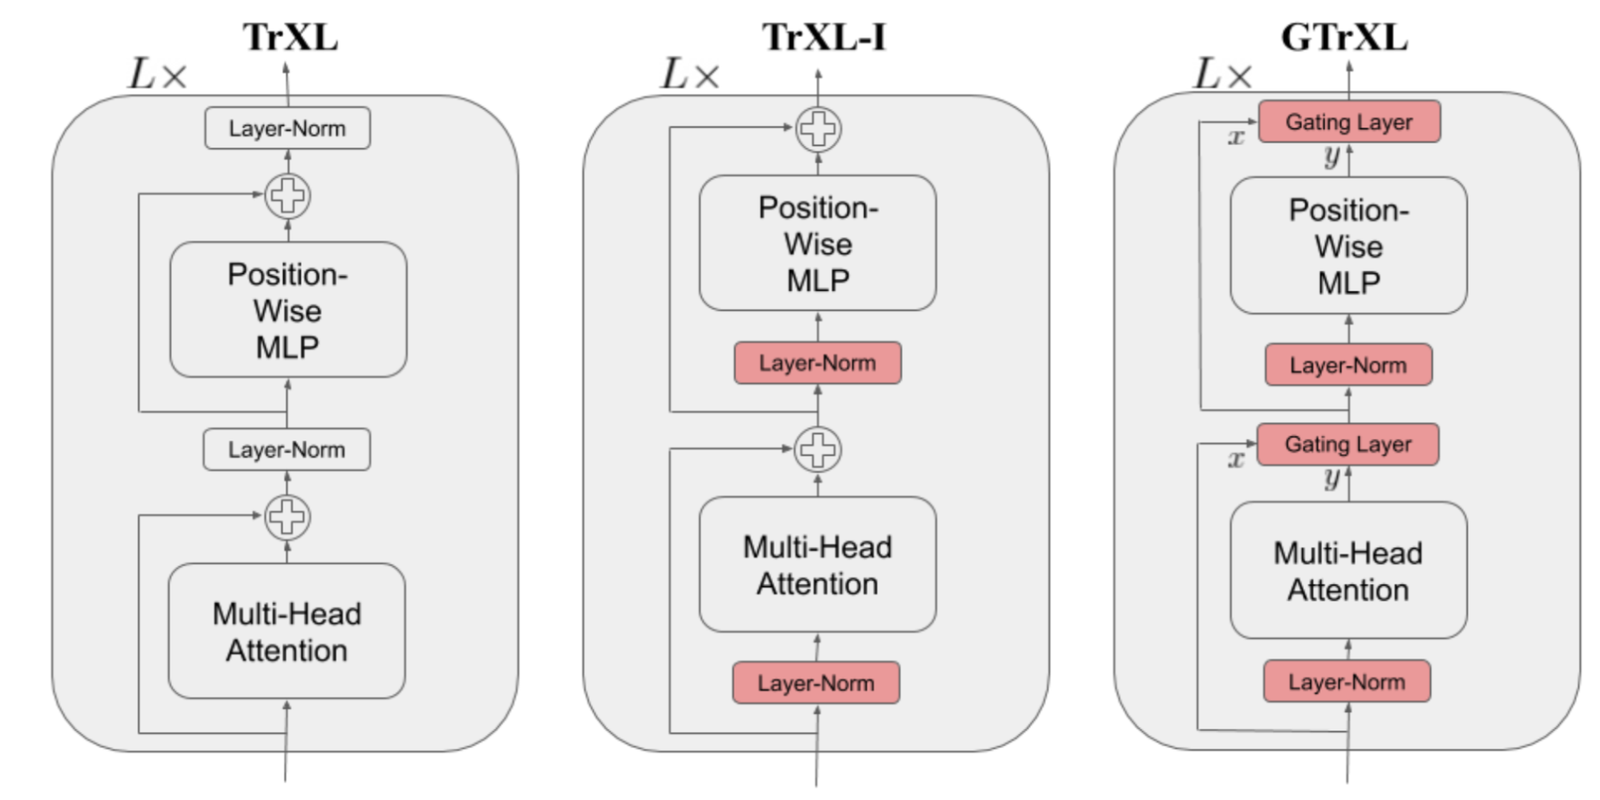 TrXL
L×
Layer-Norm
Position-
Wise
MLP
Layer-Norm
Multi-Head
Attention
TrXL-I
L×
Position-
Wise
MLP
Layer-Norm
Multi-Head
Attention
Layer-Norm
GTrXL
L×
Gating Layer
x
y
Position-
Wise
MLP
Layer-Norm
Gating Layer
x
y
Multi-Head
Attention
Layer-Norm